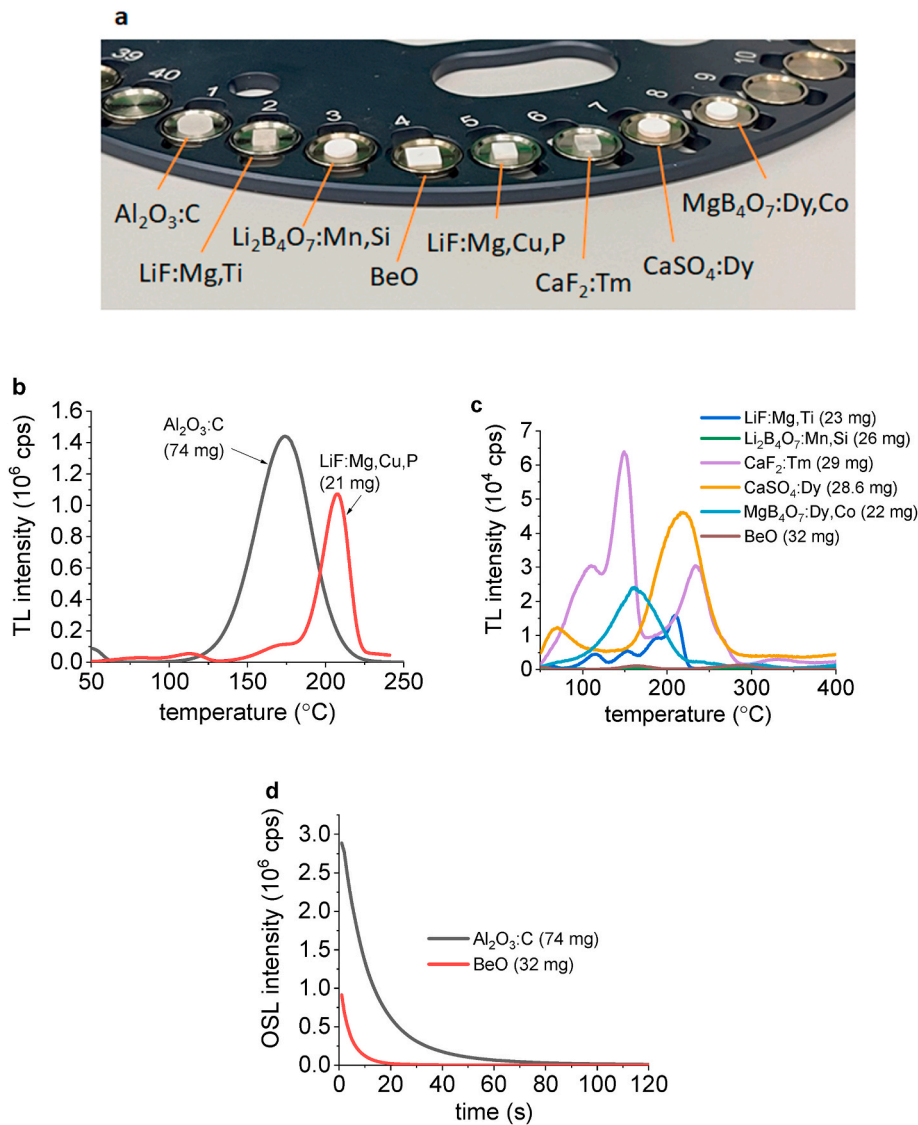 a
39
40
1
2
3
4
5
6
7
8
9
10
Al₂O₃:C
LiF:Mg,Ti
Li₂B₄O₇:Mn,Si
BeO
LiF:Mg,Cu,P
CaF₂:Tm
CaSO₄:Dy
MgB₄O₇:Dy,Co
b
TL intensity (10⁶ cps)
1.6
1.4
1.2
1.0
0.8
0.6
0.4
0.2
0.0
Al₂O₃:C
(74 mg)
LiF:Mg,Cu,P
(21 mg)
50
100
150
200
250
temperature (°C)
c
TL intensity (10⁴ cps)
7
6
5
4
3
2
1
0
LiF:Mg,Ti (23 mg)
Li₂B₄O₇:Mn,Si (26 mg)
CaF₂:Tm (29 mg)
CaSO₄:Dy (28.6 mg)
MgB₄O₇:Dy,Co (22 mg)
BeO (32 mg)
100
200
300
400
temperature (°C)
d
OSL intensity (10⁶ cps)
3.0
2.5
2.0
1.5
1.0
0.5
0.0
Al₂O₃:C (74 mg)
BeO (32 mg)
0
20
40
60
80
100
120
time (s)